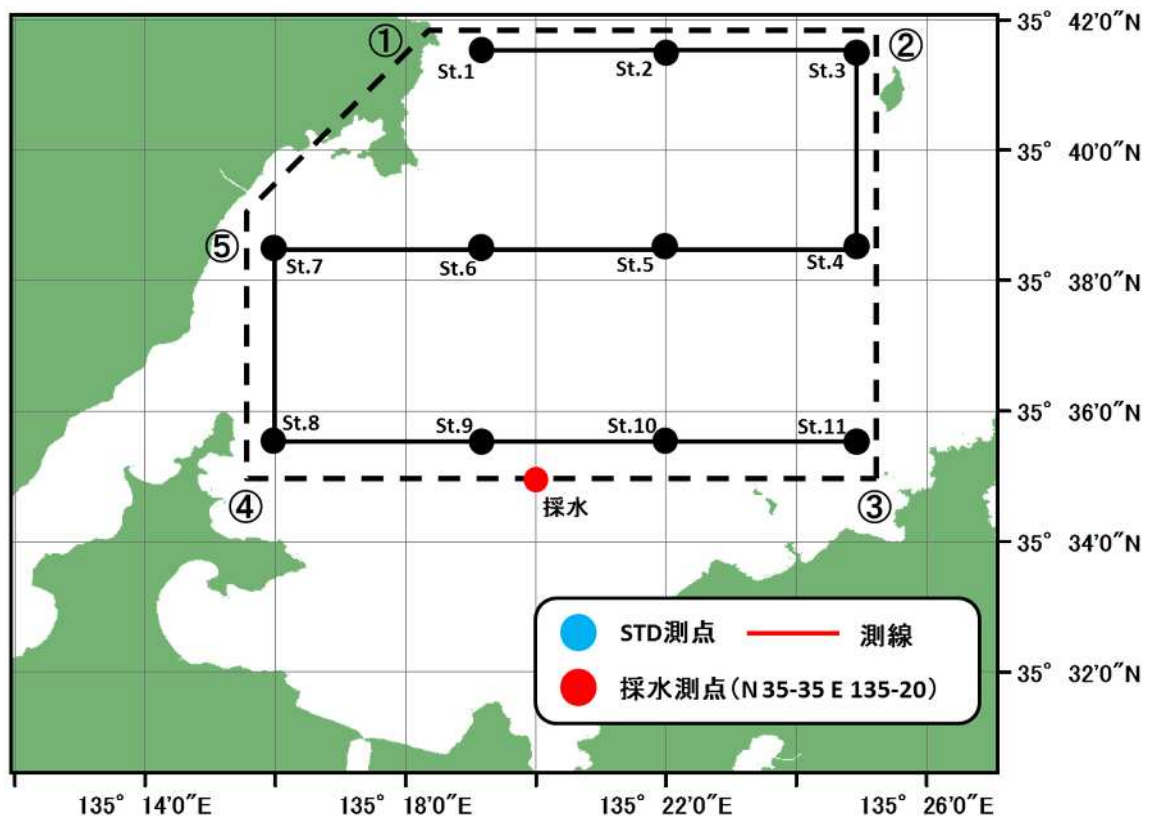 35° 42'0"N
① ②
St.1 St.2 St.3
35° 40'0"N
⑤ St.7 St.6 St.5 St.4
35° 38'0"N
35° 36'0"N
St.8 St.9 St.10 St.11
④ 採水 ③
35° 34'0"N
STD測点 測線
35° 32'0"N
採水測点(N 35-35 E 135-20)
135° 14'0"E 135° 18'0"E 135° 22'0"E 135° 26'0"E